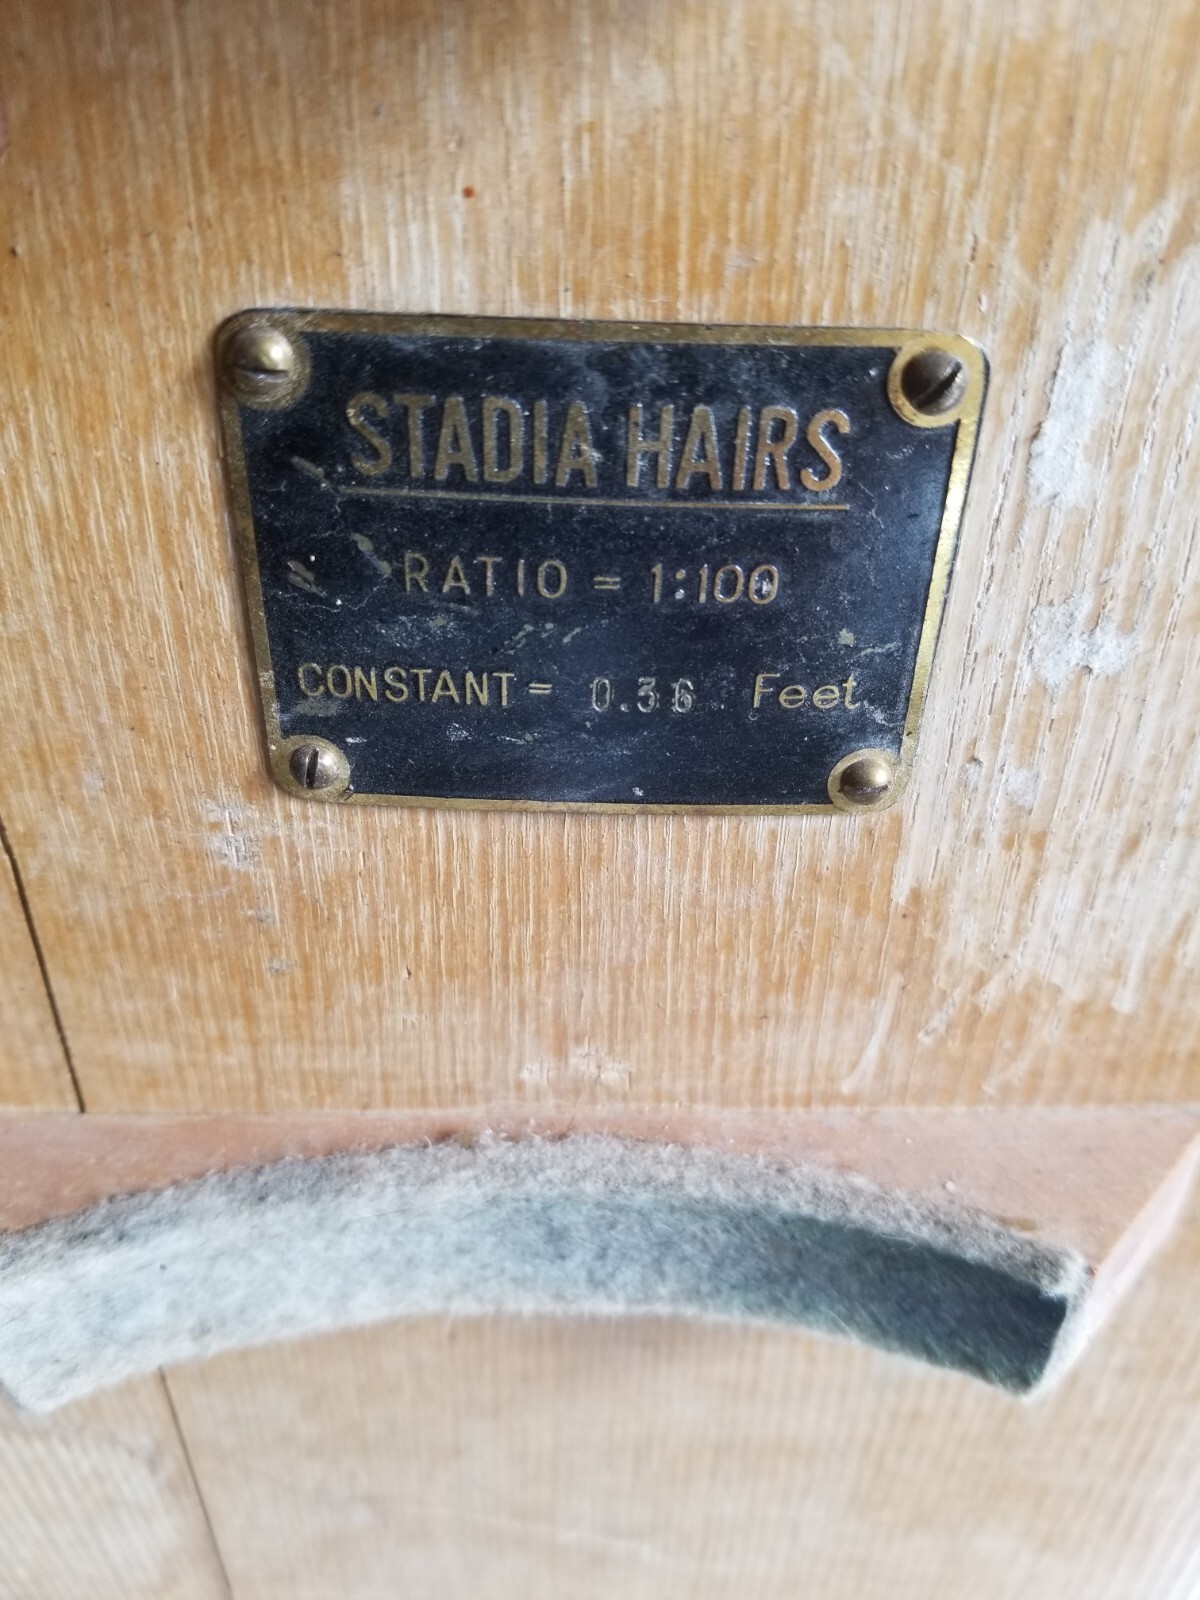 STADIA HAIRS
RATIO = 1:100
CONSTANT = 0.36 Feet